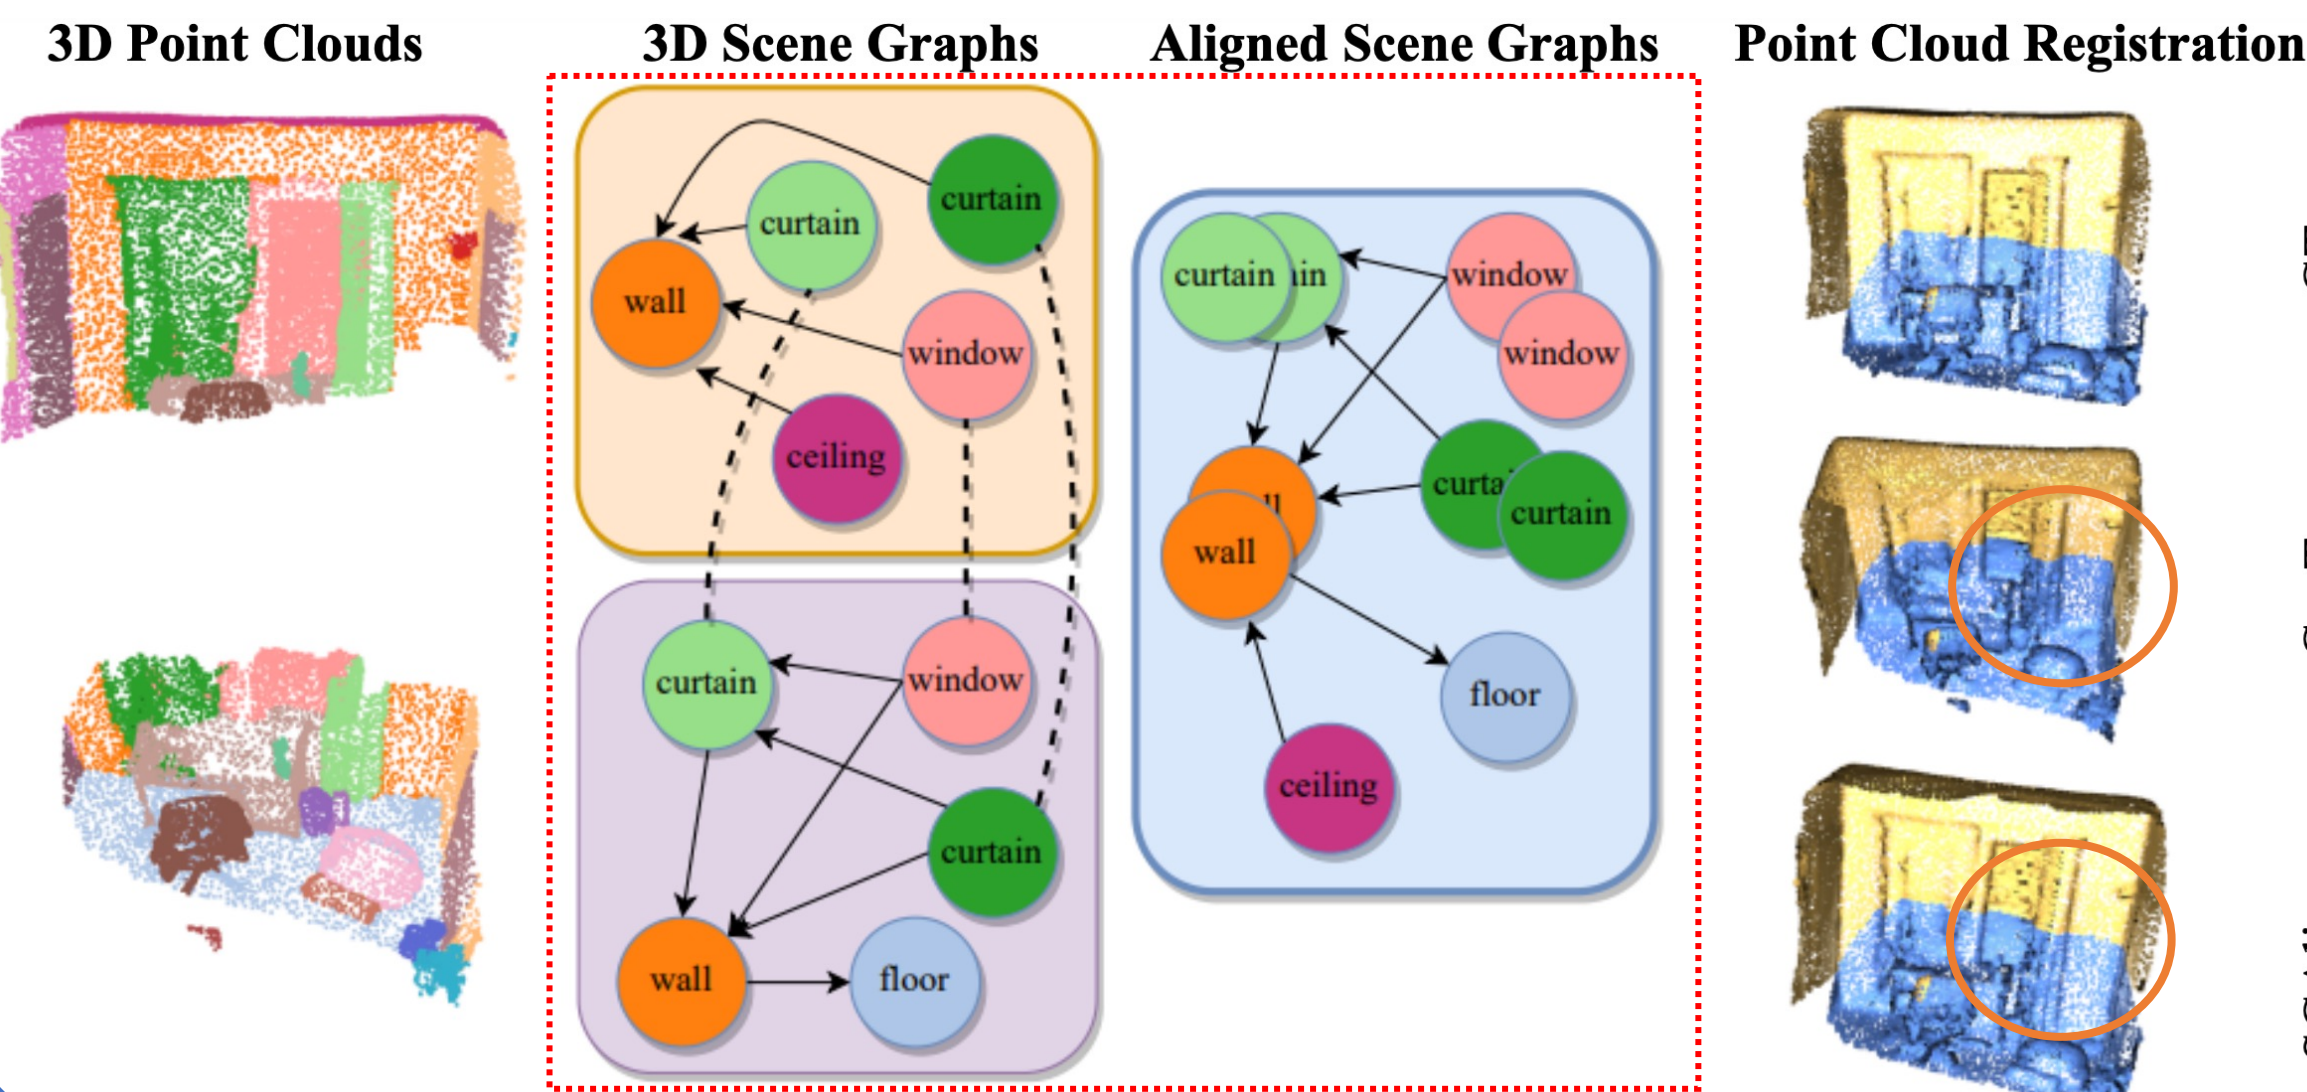 3D Point Clouds
3D Scene Graphs
Aligned Scene Graphs
Point Cloud Registration
curtain
curtain
wall
window
ceiling
curtain
window
curtain
wall
floor
curtain
window
window
curtain
wall
floor
ceiling